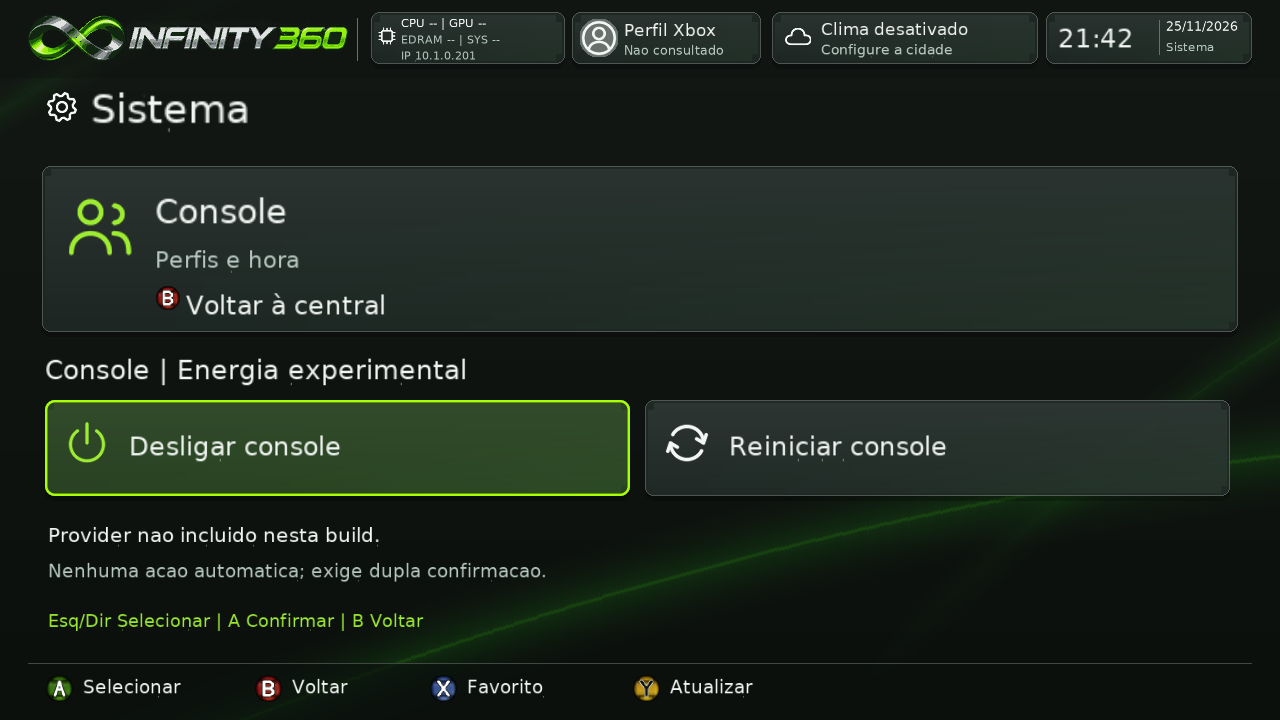 INFINITY 360
CPU -- | GPU --
EDRAM -- | SYS --
IP 10.1.0.201
Perfil Xbox
Nao consultado
Clima desativado
Configure a cidade
21:42
25/11/2026
Sistema
Sistema
Console
Perfis e hora
B Voltar à central
Console | Energia experimental
Desligar console
Reiniciar console
Provider nao incluido nesta build.
Nenhuma acao automatica; exige dupla confirmacao.
Esq/Dir Selecionar | A Confirmar | B Voltar
A Selecionar
B Voltar
X Favorito
Y Atualizar